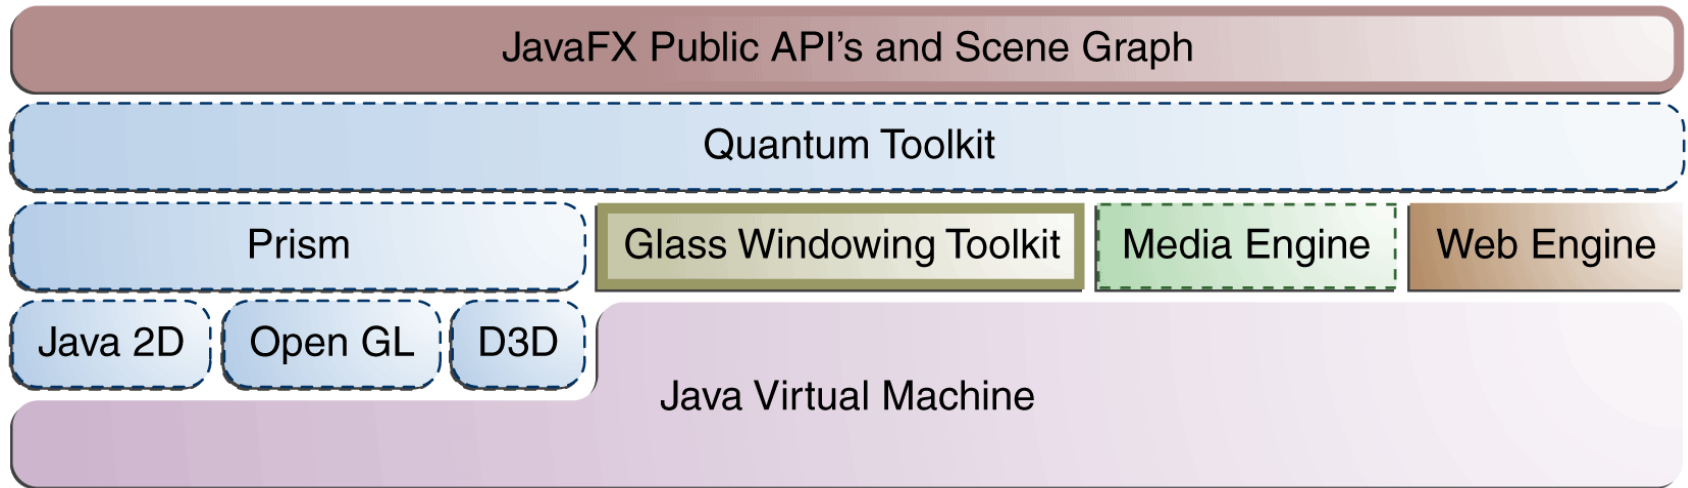 JavaFX Public API’s and Scene Graph
Quantum Toolkit
Prism
Glass Windowing Toolkit
Media Engine
Web Engine
Java 2D
Open GL
D3D
Java Virtual Machine